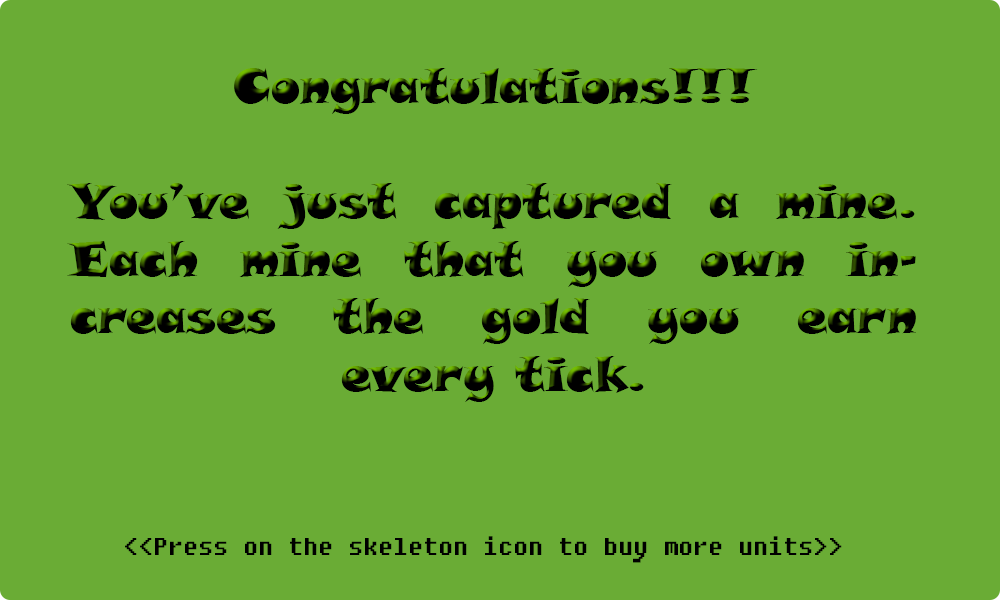 Congratulations!!!
You've just captured a mine.
Each mine that you own in-
creases the gold you earn
every tick.
<<Press on the skeleton icon to buy more units>>